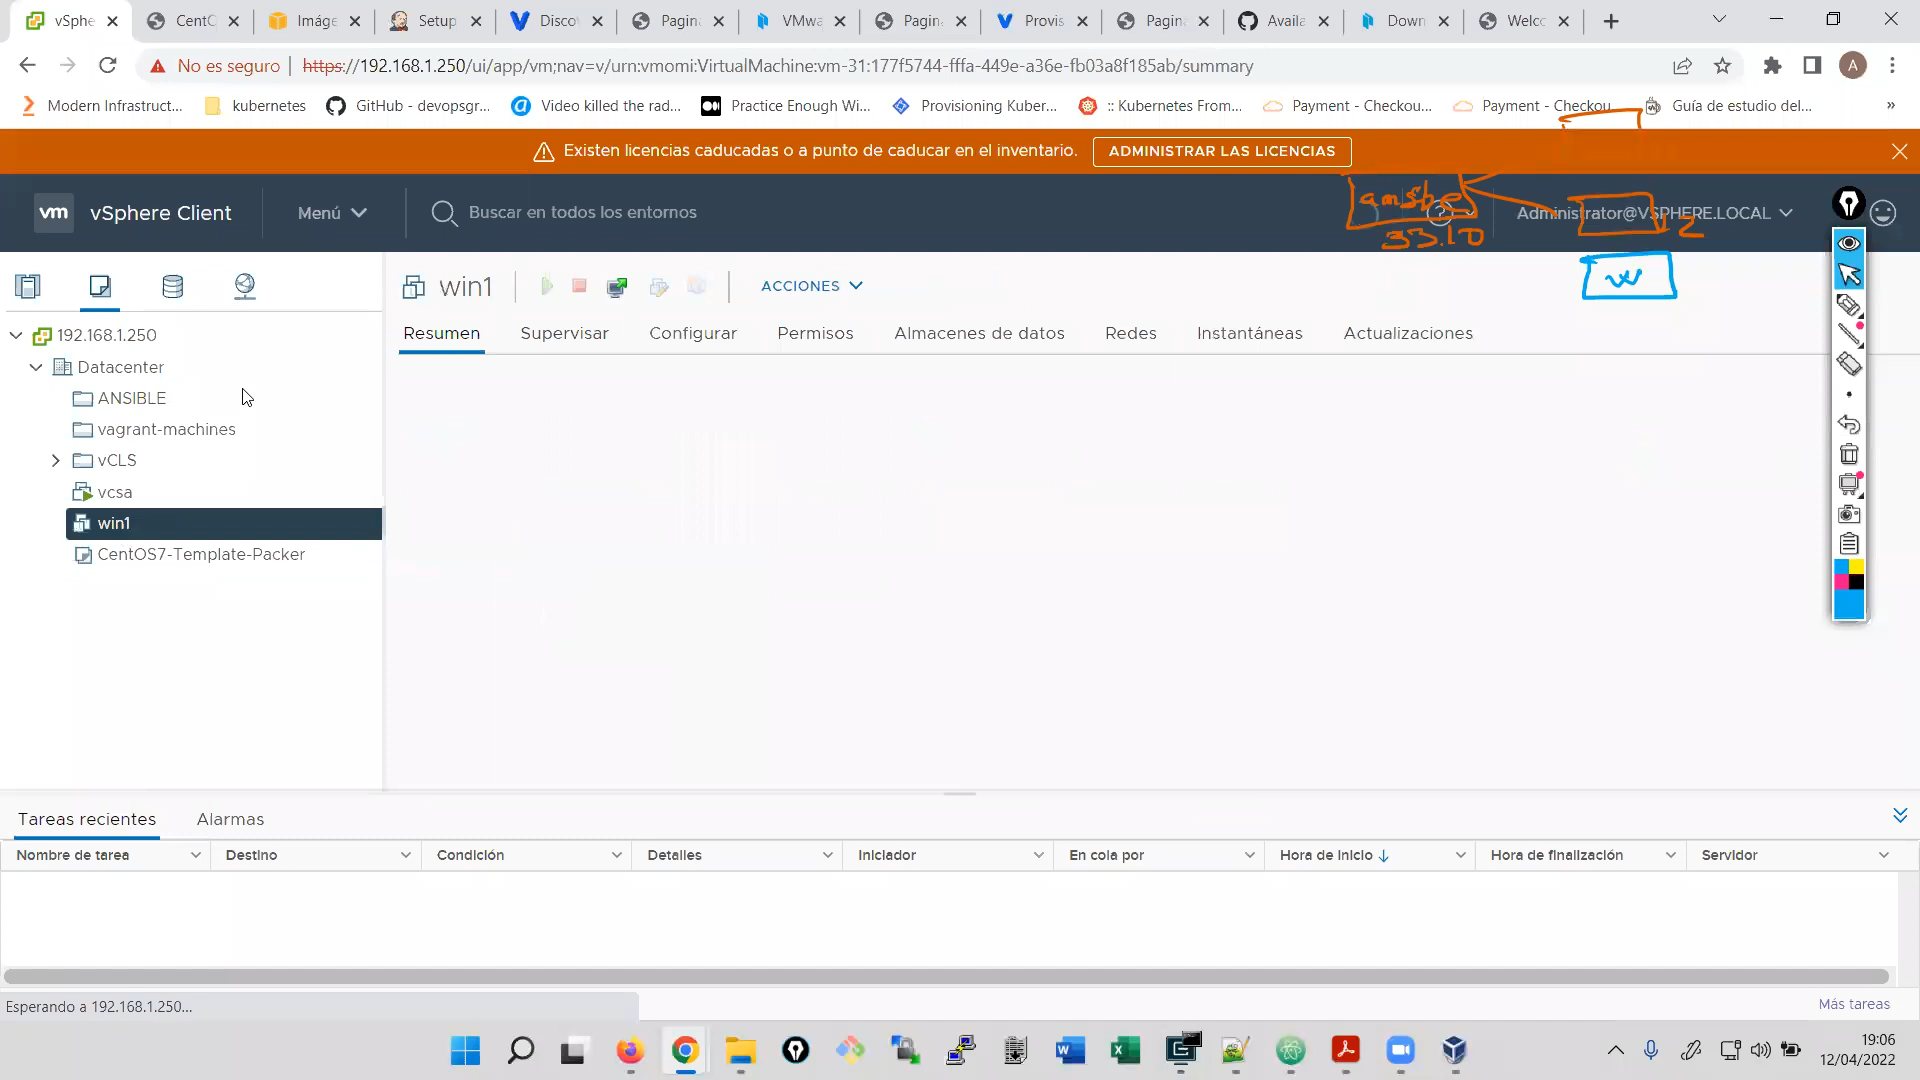 vSphe
CentC
Imáge
Setup
Disco
Pagin
VMwa
Pagin
Provis
Pagin
Availa
Down
Welco
No es seguro | https://192.168.1.250/ui/app/vm;nav=v/urn:vmomi:VirtualMachine:vm-31:177f5744-fffa-449e-a36e-fb03a8f185ab/summary
A
Modern Infrastruct...
kubernetes
GitHub - devopsgr...
Video killed the rad...
Practice Enough Wi...
Provisioning Kuber...
:: Kubernetes From...
Payment - Checkou...
Payment - Checkou
Guía de estudio del...
»
Existen licencias caducadas o a punto de caducar en el inventario.
ADMINISTRAR LAS LICENCIAS
vm vSphere Client
Menú
Buscar en todos los entornos
Administrator@VSPHERE.LOCAL
33.10
12
w
win1
ACCIONES
Resumen
Supervisar
Configurar
Permisos
Almacenes de datos
Redes
Instantáneas
Actualizaciones
192.168.1.250
Datacenter
ANSIBLE
vagrant-machines
vCLS
vcsa
win1
CentOS7-Template-Packer
Tareas recientes
Alarmas
Nombre de tarea
Destino
Condición
Detalles
Iniciador
En cola por
Hora de inicio
Hora de finalización
Servidor
Esperando a 192.168.1.250...
Más tareas
19:06
12/04/2022